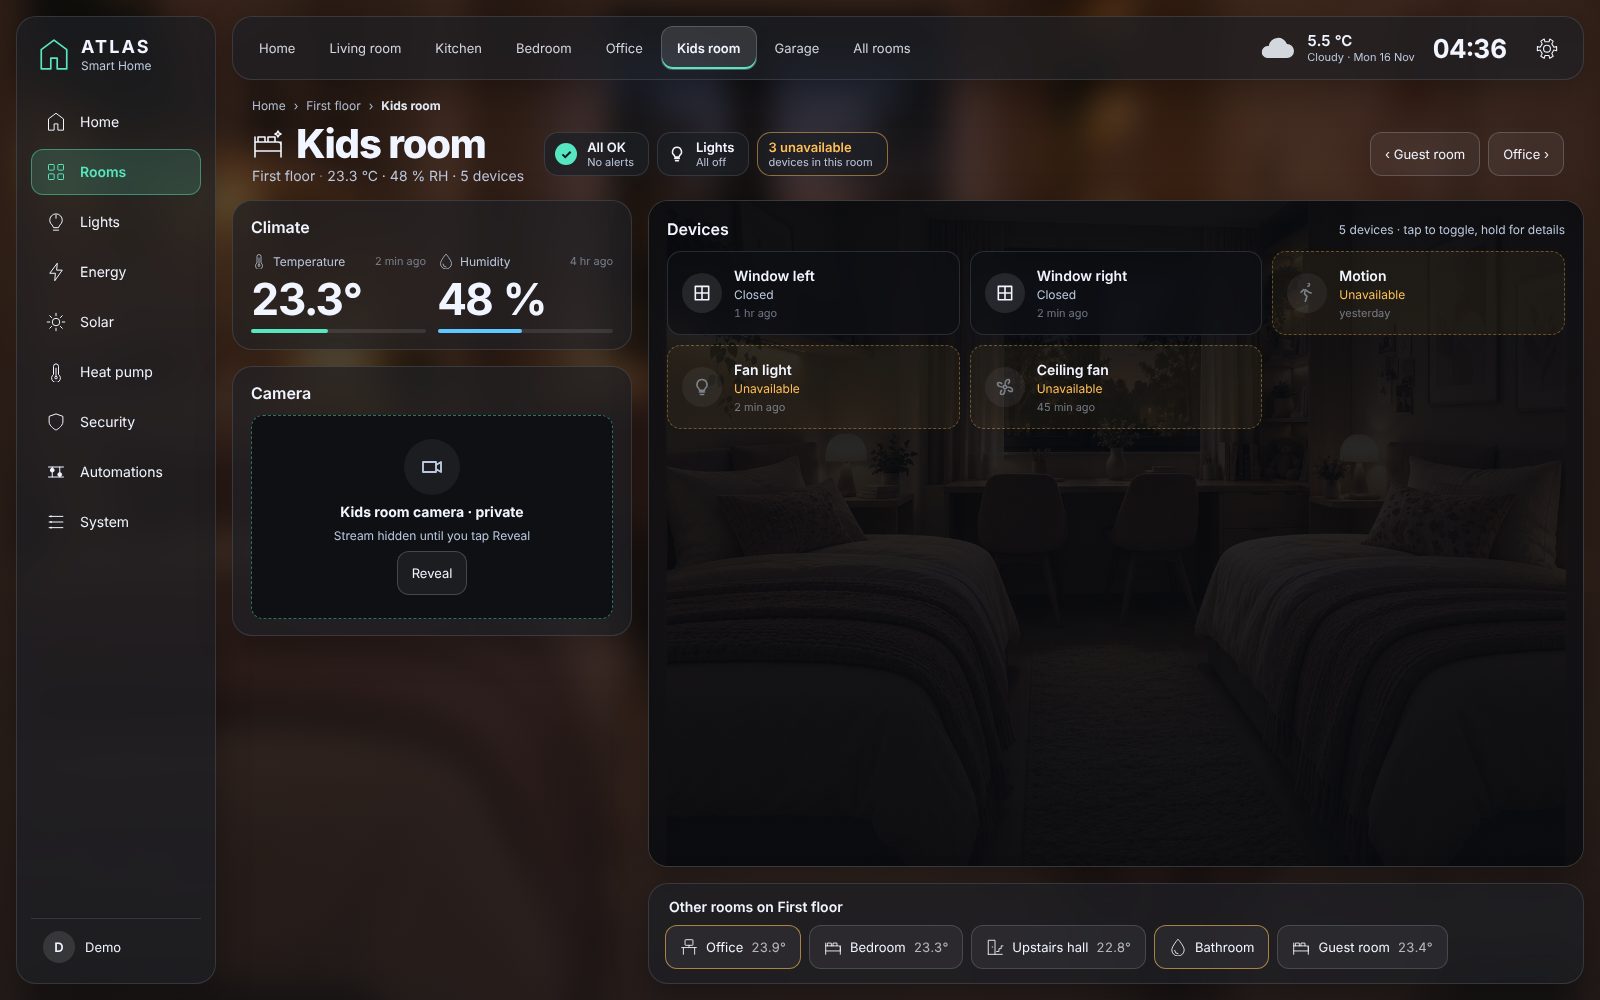 ATLAS
Smart Home
Home
Rooms
Lights
Energy
Solar
Heat pump
Security
Automations
System
D
Demo
Home
Living room
Kitchen
Bedroom
Office
Kids room
Garage
All rooms
5.5 °C
Cloudy · Mon 16 Nov
04:36
Home › First floor › Kids room
Kids room
First floor · 23.3 °C · 48 % RH · 5 devices
All OK
No alerts
Lights
All off
3 unavailable
devices in this room
‹ Guest room
Office ›
Climate
Temperature
2 min ago
23.3°
Humidity
4 hr ago
48 %
Camera
Kids room camera · private
Stream hidden until you tap Reveal
Reveal
Devices
5 devices · tap to toggle, hold for details
Window left
Closed
1 hr ago
Window right
Closed
2 min ago
Motion
Unavailable
yesterday
Fan light
Unavailable
2 min ago
Ceiling fan
Unavailable
45 min ago
Other rooms on First floor
Office 23.9°
Bedroom 23.3°
Upstairs hall 22.8°
Bathroom
Guest room 23.4°